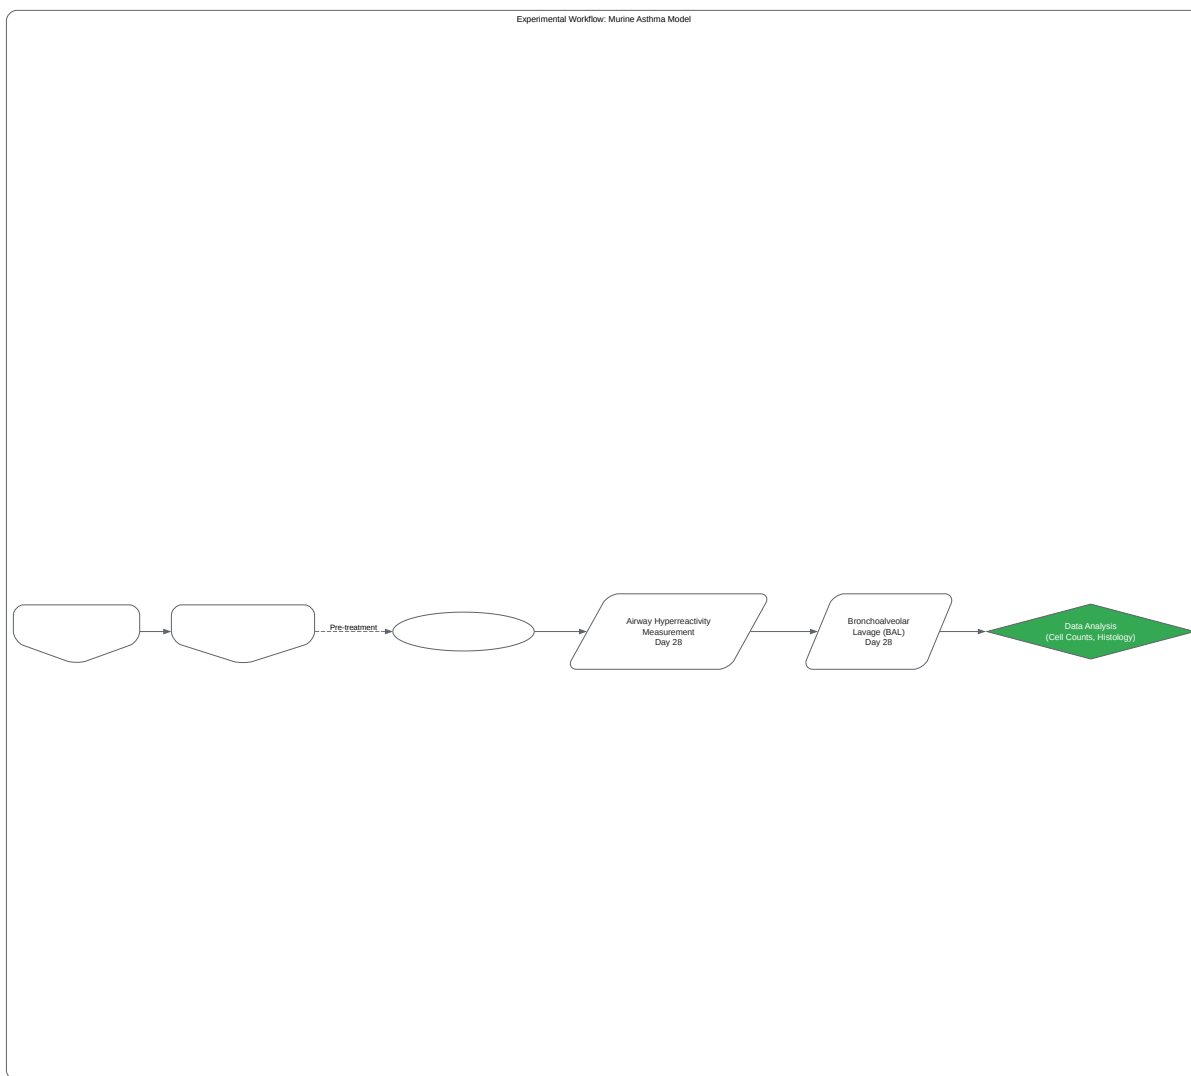 Experimental Workflow: Murine Asthma Model
Pre-treatment
Airway Hyperreactivity
Measurement
Day 28
Bronchoalveolar
Lavage (BAL)
Day 28
Data Analysis
(Cell Counts, Histology)